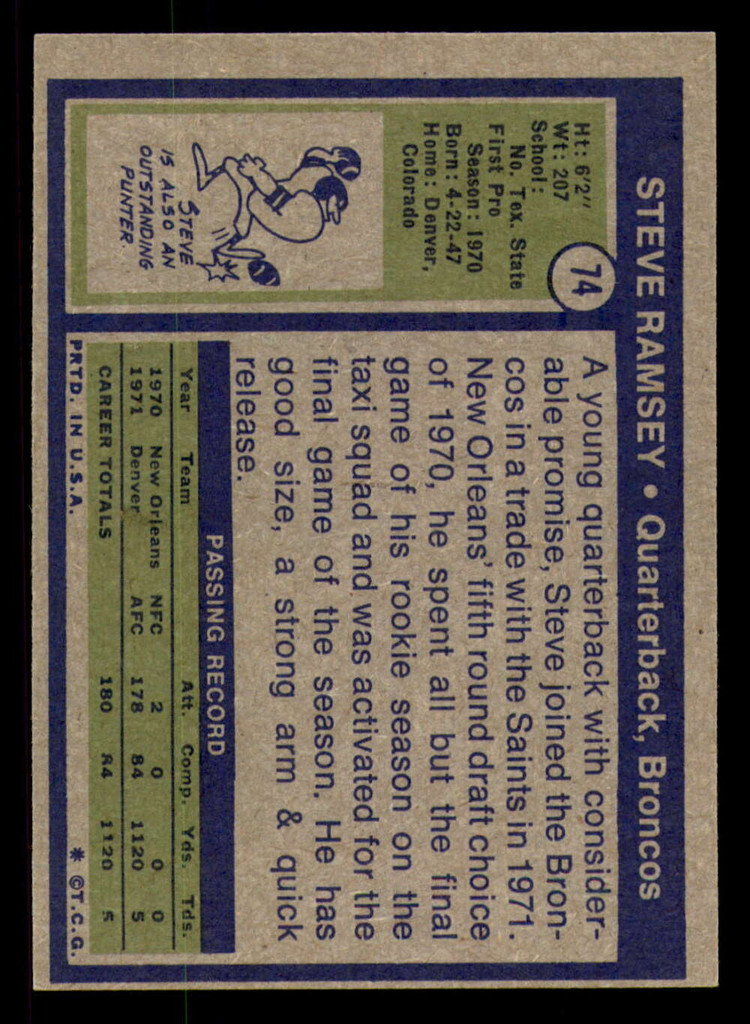 STEVE RAMSEY • Quarterback, Broncos
74
Ht: 6'2"
Wt: 207
School:
No. Tex. State
First Pro
Season: 1970
Born: 4-22-47
Home: Denver,
Colorado
STEVE
IS ALSO AN
OUTSTANDING
PUNTER.
A young quarterback with consider-
able promise, Steve joined the Bron-
cos in a trade with the Saints in 1971.
New Orleans' fifth round draft choice
of 1970, he spent all but the final
game of his rookie season on the
taxi squad and was activated for the
final game of the season. He has
good size, a strong arm & quick
release.
PASSING RECORD
Year Team Att. Comp. Yds. Tds.
1970 New Orleans NFC 2 0 0 0
1971 Denver AFC 178 84 1120 5
CAREER TOTALS 180 84 1120 5
PRTD. IN U.S.A. * ©T.C.G.